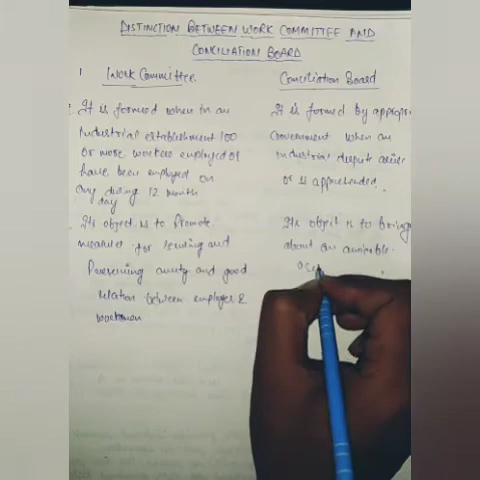 DISTINCTION BETWEEN WORK COMMITTEE AND
CONCILIATION BOARD
1 Work Committee.
It is formed when in an
Industrial establishment 100
or more workers employed or
have been employed on
any day during 12 month
Its object is to Promote
measures for securing and
Preserving amity and good
relation between employer &
workmen
Conciliation Board
It is formed by appropri
Government when an
industrial dispute arise
or is apprehended.
Its object is to bring
about an amicable